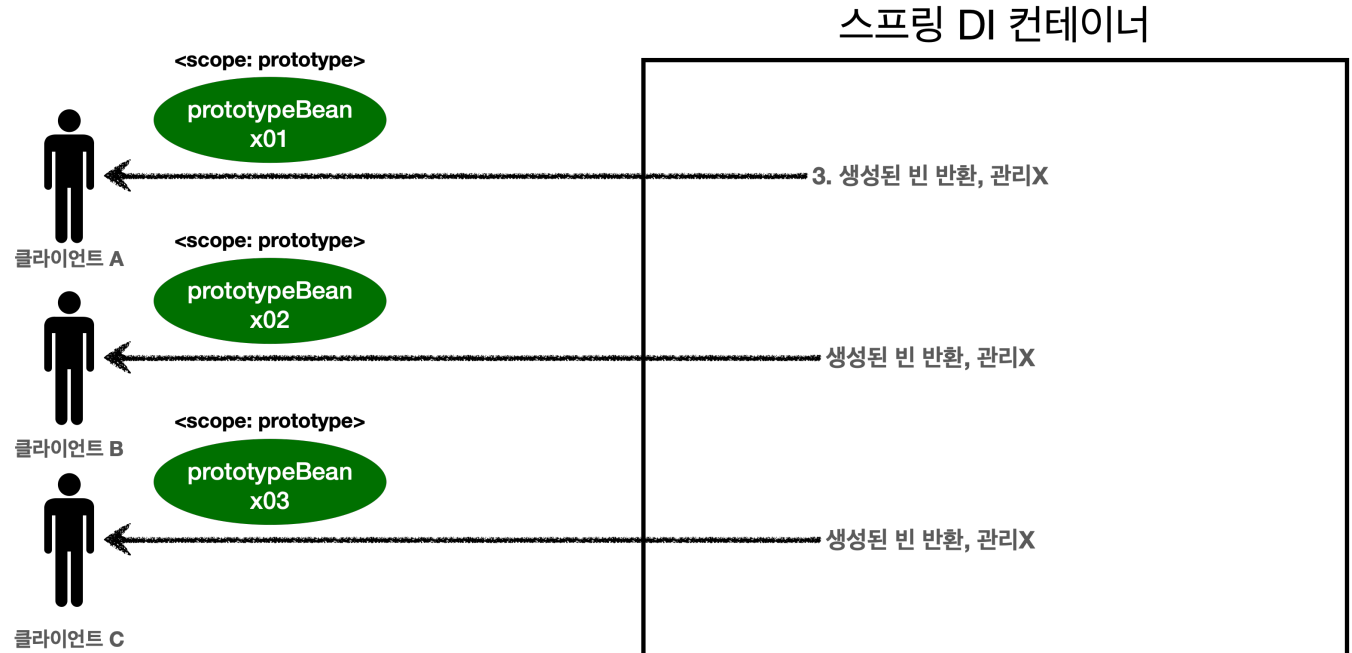 스프링 DI 컨테이너
<scope: prototype>
prototypeBean
x01
3. 생성된 빈 반환, 관리X
클라이언트 A
<scope: prototype>
prototypeBean
x02
생성된 빈 반환, 관리X
클라이언트 B
<scope: prototype>
prototypeBean
x03
생성된 빈 반환, 관리X
클라이언트 C